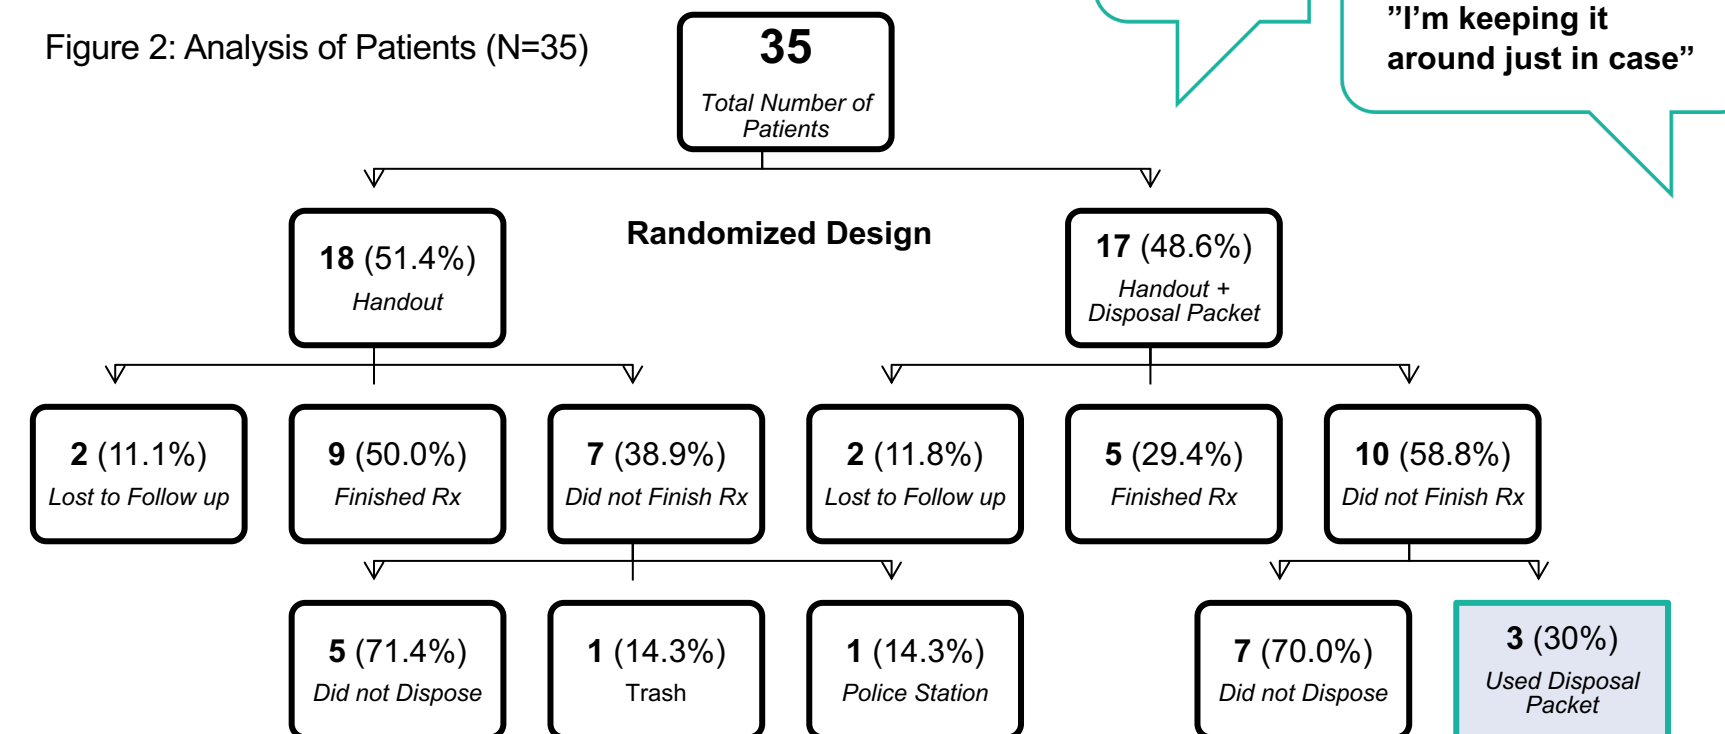 ”I’m keeping it
around just in case”
Figure 2: Analysis of Patients (N=35)
35
Total Number of
Patients
Randomized Design
18 (51.4%)
Handout
17 (48.6%)
Handout +
Disposal Packet
2 (11.1%)
Lost to Follow up
9 (50.0%)
Finished Rx
7 (38.9%)
Did not Finish Rx
2 (11.8%)
Lost to Follow up
5 (29.4%)
Finished Rx
10 (58.8%)
Did not Finish Rx
5 (71.4%)
Did not Dispose
1 (14.3%)
Trash
1 (14.3%)
Police Station
7 (70.0%)
Did not Dispose
3 (30%)
Used Disposal
Packet